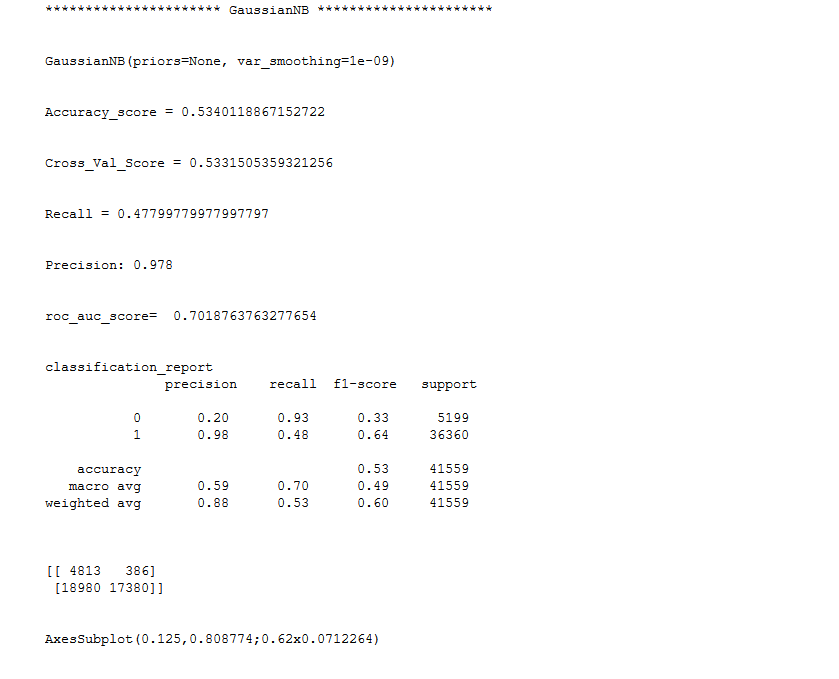 ********************** GaussianNB **********************
GaussianNB(priors=None, var_smoothing=1e-09)
Accuracy_score = 0.5340118867152722
Cross_Val_Score = 0.5331505359321256
Recall = 0.47799779977997797
Precision: 0.978
roc_auc_score=  0.7018763763277654
classification_report
               precision    recall  f1-score   support
           0       0.20      0.93      0.33      5199
           1       0.98      0.48      0.64     36360
    accuracy                           0.53     41559
   macro avg       0.59      0.70      0.49     41559
weighted avg       0.88      0.53      0.60     41559
[[ 4813   386]
 [18980 17380]]
AxesSubplot(0.125,0.808774;0.62x0.0712264)